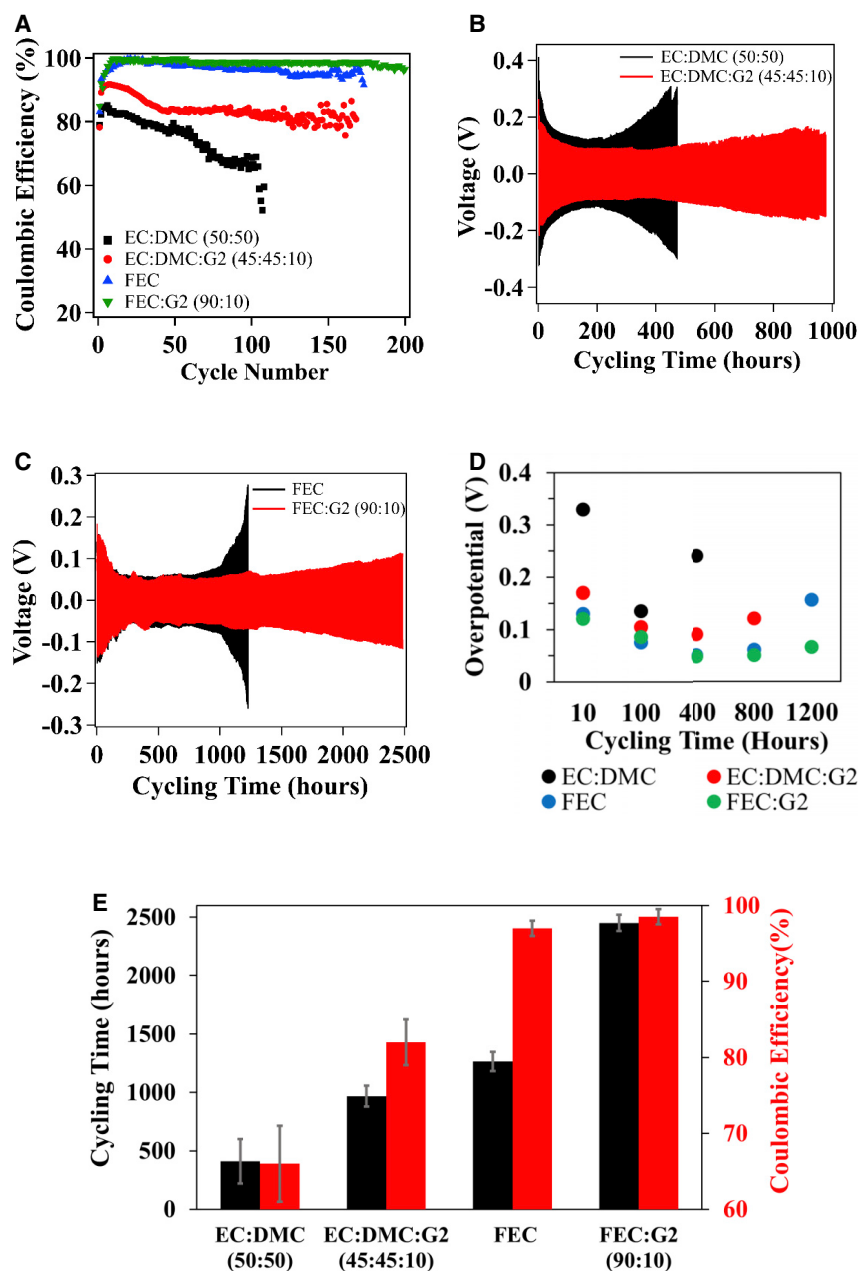 A
Coulombic Efficiency (%)
100
80
60
40
20
EC:DMC (50:50)
EC:DMC:G2 (45:45:10)
FEC
FEC:G2 (90:10)
0
50
100
150
200
Cycle Number
B
Voltage (V)
0.4
0.2
0.0
-0.2
-0.4
EC:DMC (50:50)
EC:DMC:G2 (45:45:10)
0
200
400
600
800
1000
Cycling Time (hours)
C
Voltage (V)
0.3
0.2
0.1
0.0
-0.1
-0.2
-0.3
FEC
FEC:G2 (90:10)
0
500
1000
1500
2000
2500
Cycling Time (hours)
D
Overpotential (V)
0.4
0.3
0.2
0.1
0
10
100
400
800
1200
Cycling Time (Hours)
EC:DMC
EC:DMC:G2
FEC
FEC:G2
E
Cycling Time (hours)
2500
2000
1500
1000
500
0
100
90
80
70
60
Coulombic Efficiency(%)
EC:DMC
(50:50)
EC:DMC:G2
(45:45:10)
FEC
FEC:G2
(90:10)